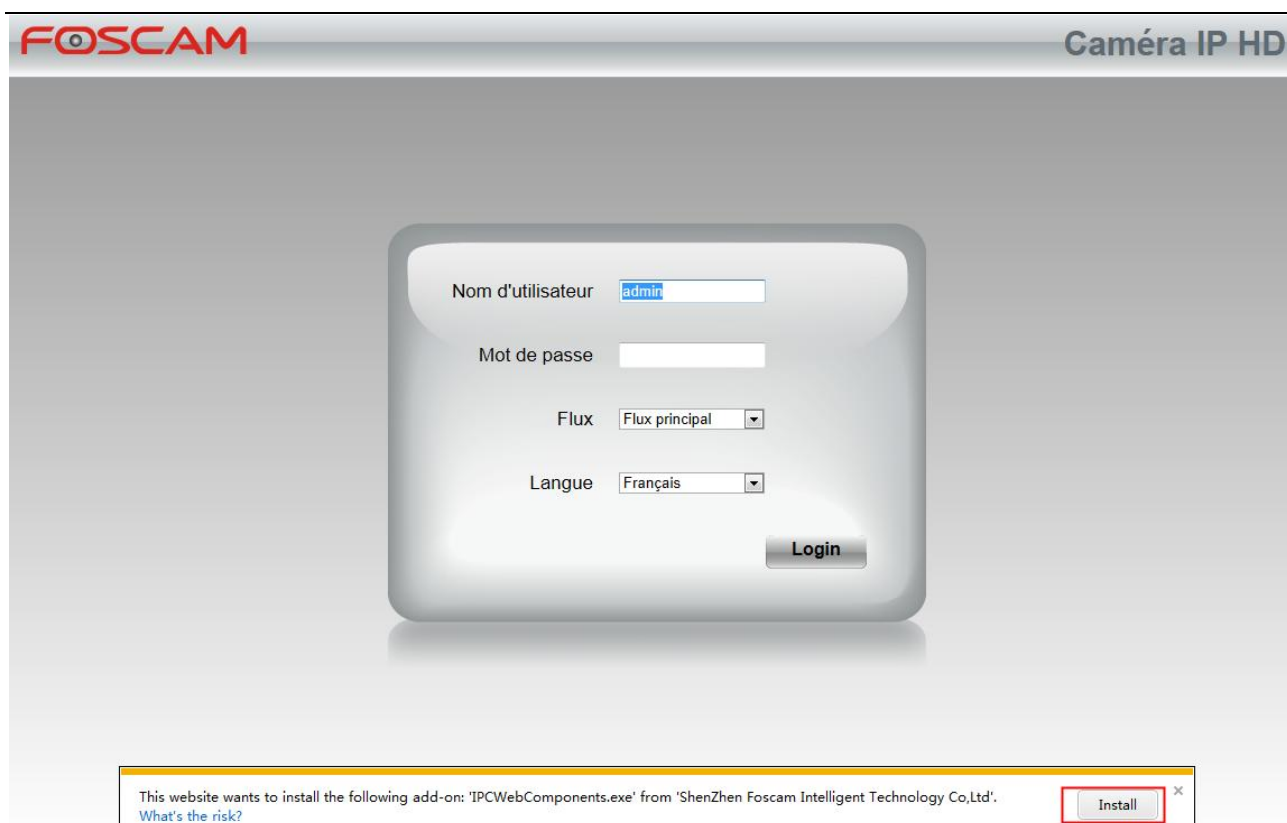 FOSCAM
Caméra IP HD
Nom d'utilisateur admin
Mot de passe
Flux Flux principal
Langue Français
Login
This website wants to install the following add-on: 'IPCWebComponents.exe' from 'ShenZhen Foscam Intelligent Technology Co,Ltd'.
What's the risk?
Install ×